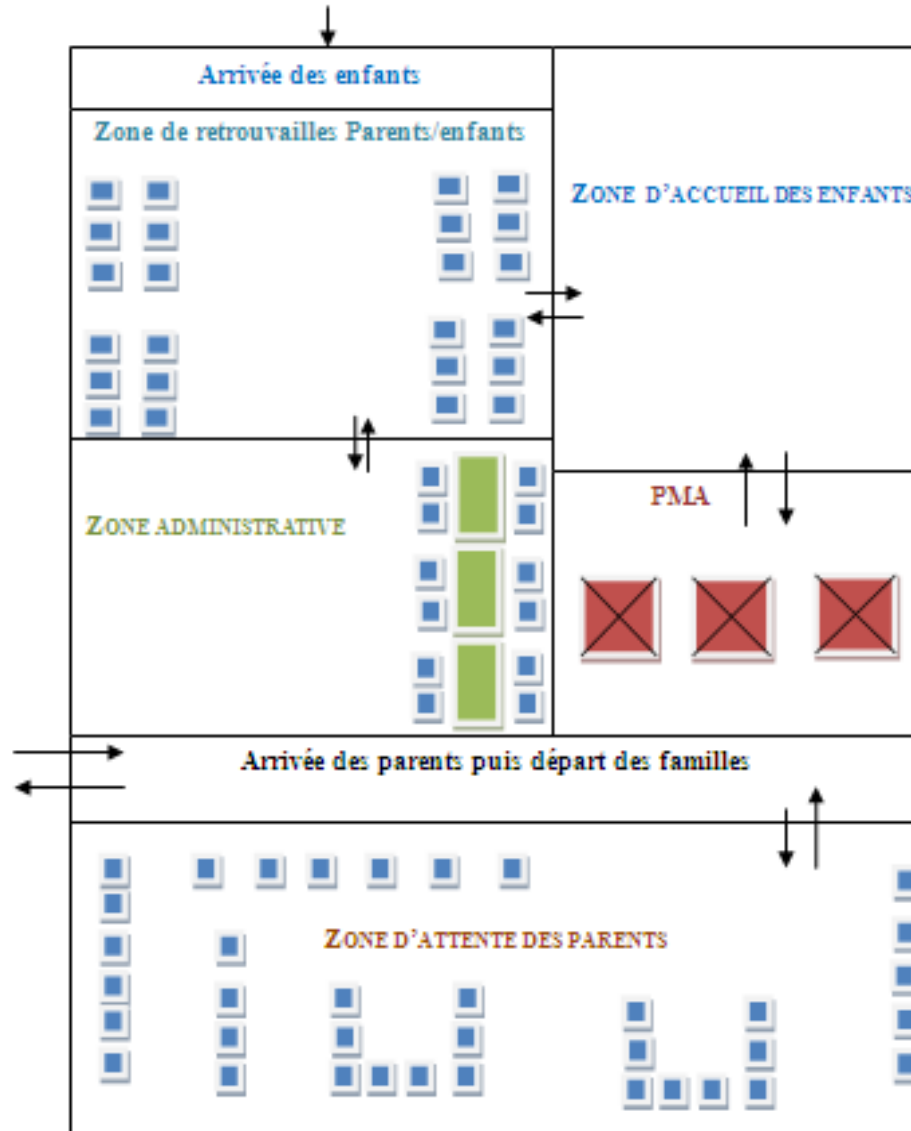 Arrivée des enfants
Zone de retrouvailles Parents/enfants
ZONE D'ACCUEIL DES ENFANTS
ZONE ADMINISTRATIVE
PMA
Arrivée des parents puis départ des familles
ZONE D'ATTENTE DES PARENTS